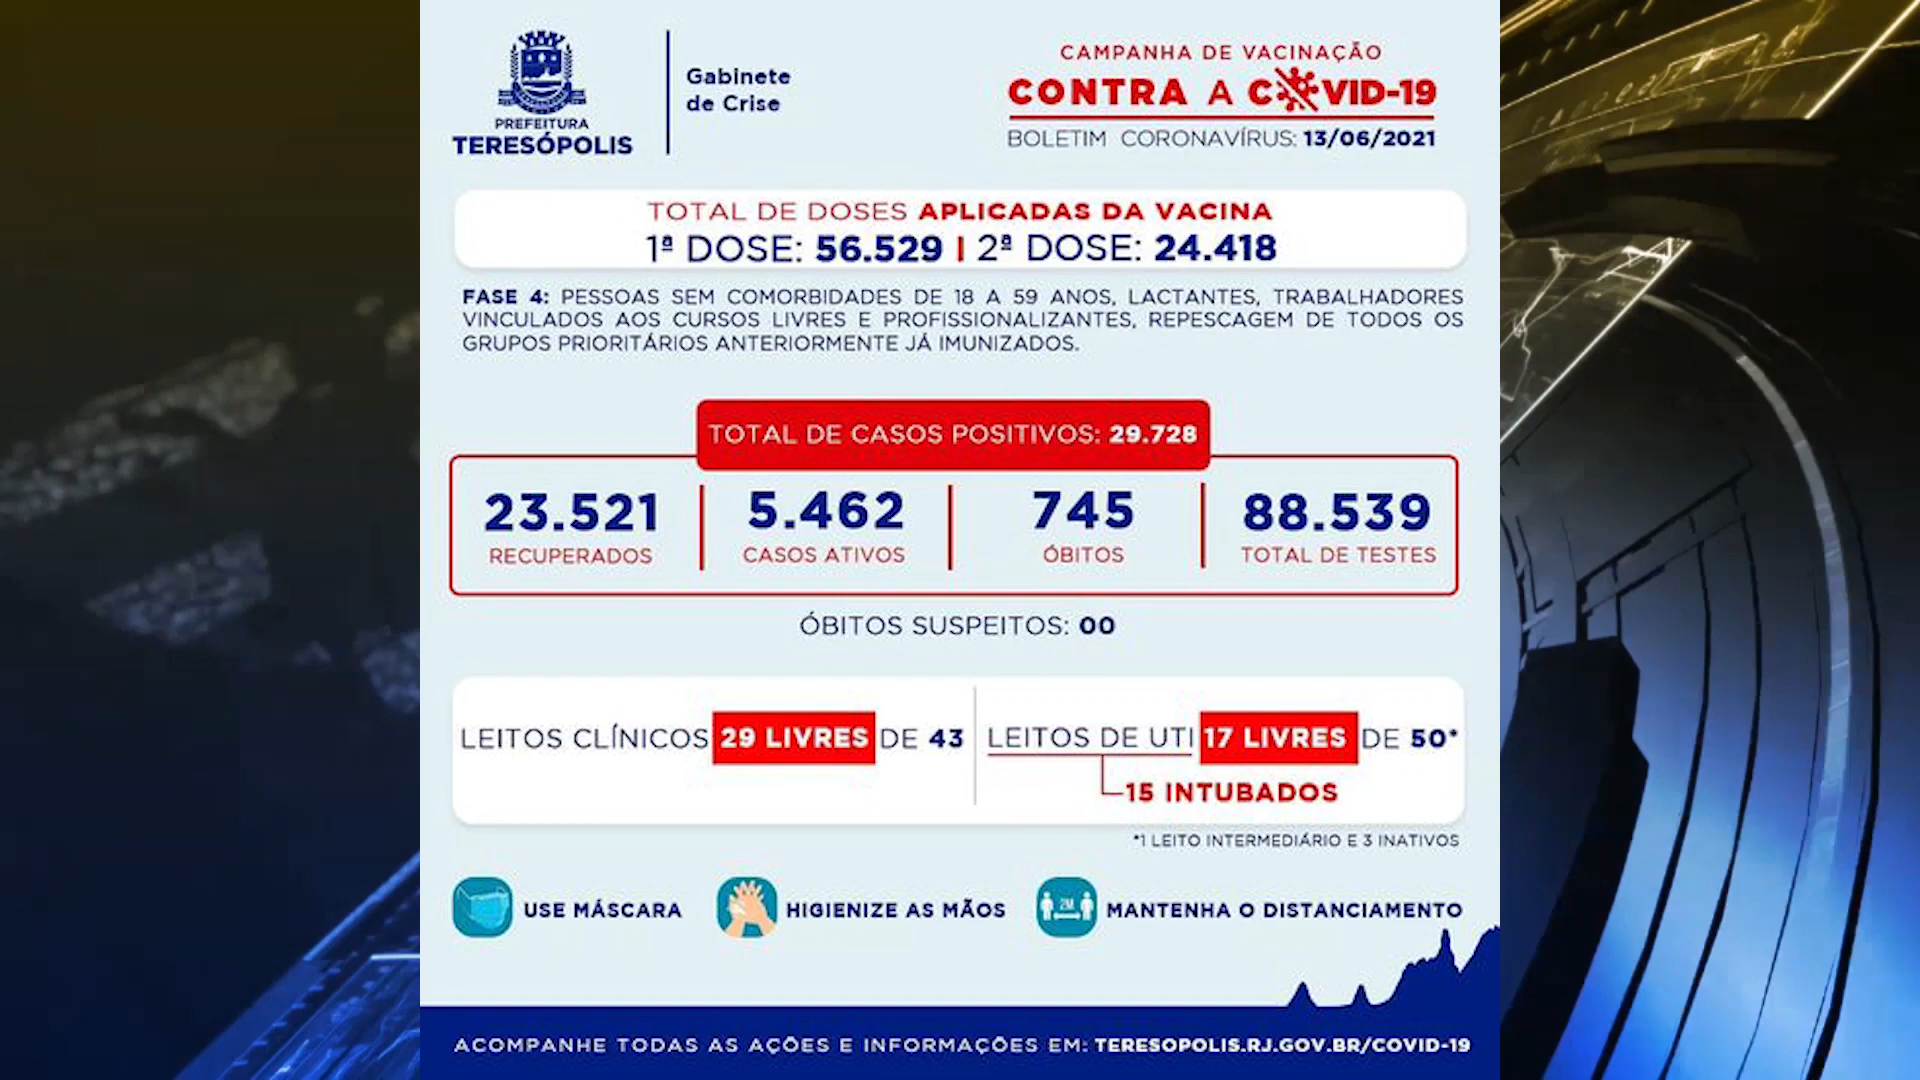 PREFEITURA
TERESÓPOLIS
Gabinete
de Crise
CAMPANHA DE VACINAÇÃO
CONTRA A COVID-19
BOLETIM CORONAVÍRUS: 13/06/2021
TOTAL DE DOSES APLICADAS DA VACINA
1ª DOSE: 56.529 | 2ª DOSE: 24.418
FASE 4: PESSOAS SEM COMORBIDADES DE 18 A 59 ANOS, LACTANTES, TRABALHADORES
VINCULADOS AOS CURSOS LIVRES E PROFISSIONALIZANTES, REPESCAGEM DE TODOS OS
GRUPOS PRIORITÁRIOS ANTERIORMENTE JÁ IMUNIZADOS.
TOTAL DE CASOS POSITIVOS: 29.728
23.521 5.462 745 88.539
RECUPERADOS CASOS ATIVOS ÓBITOS TOTAL DE TESTES
ÓBITOS SUSPEITOS: 00
LEITOS CLÍNICOS 29 LIVRES DE 43 LEITOS DE UTI 17 LIVRES DE 50*
15 INTUBADOS
*1 LEITO INTERMEDIÁRIO E 3 INATIVOS
USE MÁSCARA HIGIENIZE AS MÃOS 2M MANTENHA O DISTANCIAMENTO
ACOMPANHE TODAS AS AÇÕES E INFORMAÇÕES EM: TERESOPOLIS.RJ.GOV.BR/COVID-19